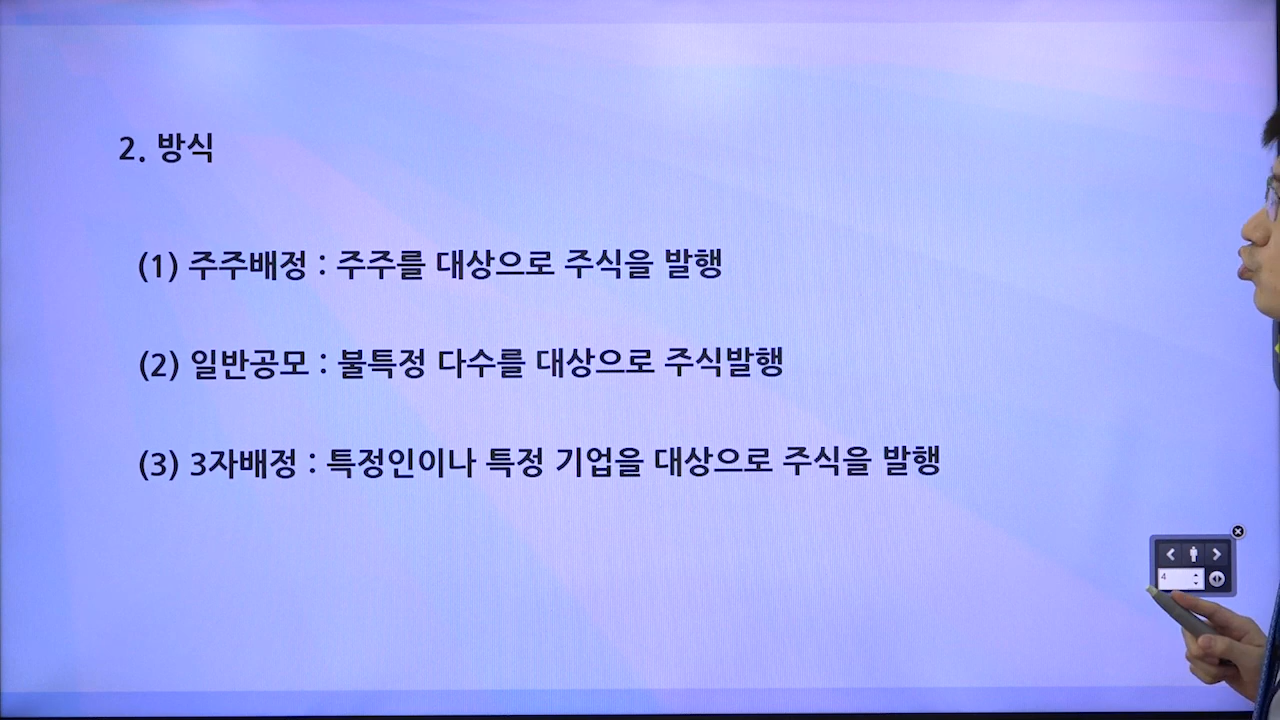 2. 방식
(1) 주주배정 : 주주를 대상으로 주식을 발행
(2) 일반공모 : 불특정 다수를 대상으로 주식발행
(3) 3자배정 : 특정인이나 특정 기업을 대상으로 주식을 발행
4